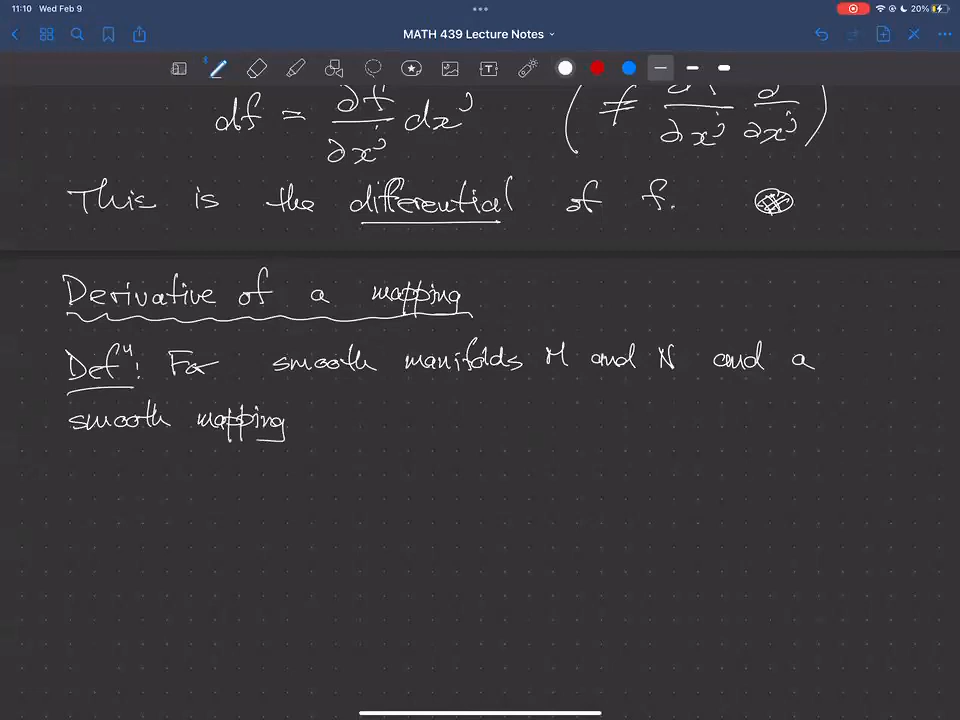 11:10 Wed Feb 9
20%
MATH 439 Lecture Notes
df = ∂f/∂x^j dx^j ( ≠ ∂f/∂x^j ∂/∂x^j )
This is the differential of f.
Derivative of a mapping
Def^n: For smooth manifolds M and N and a
smooth mapping